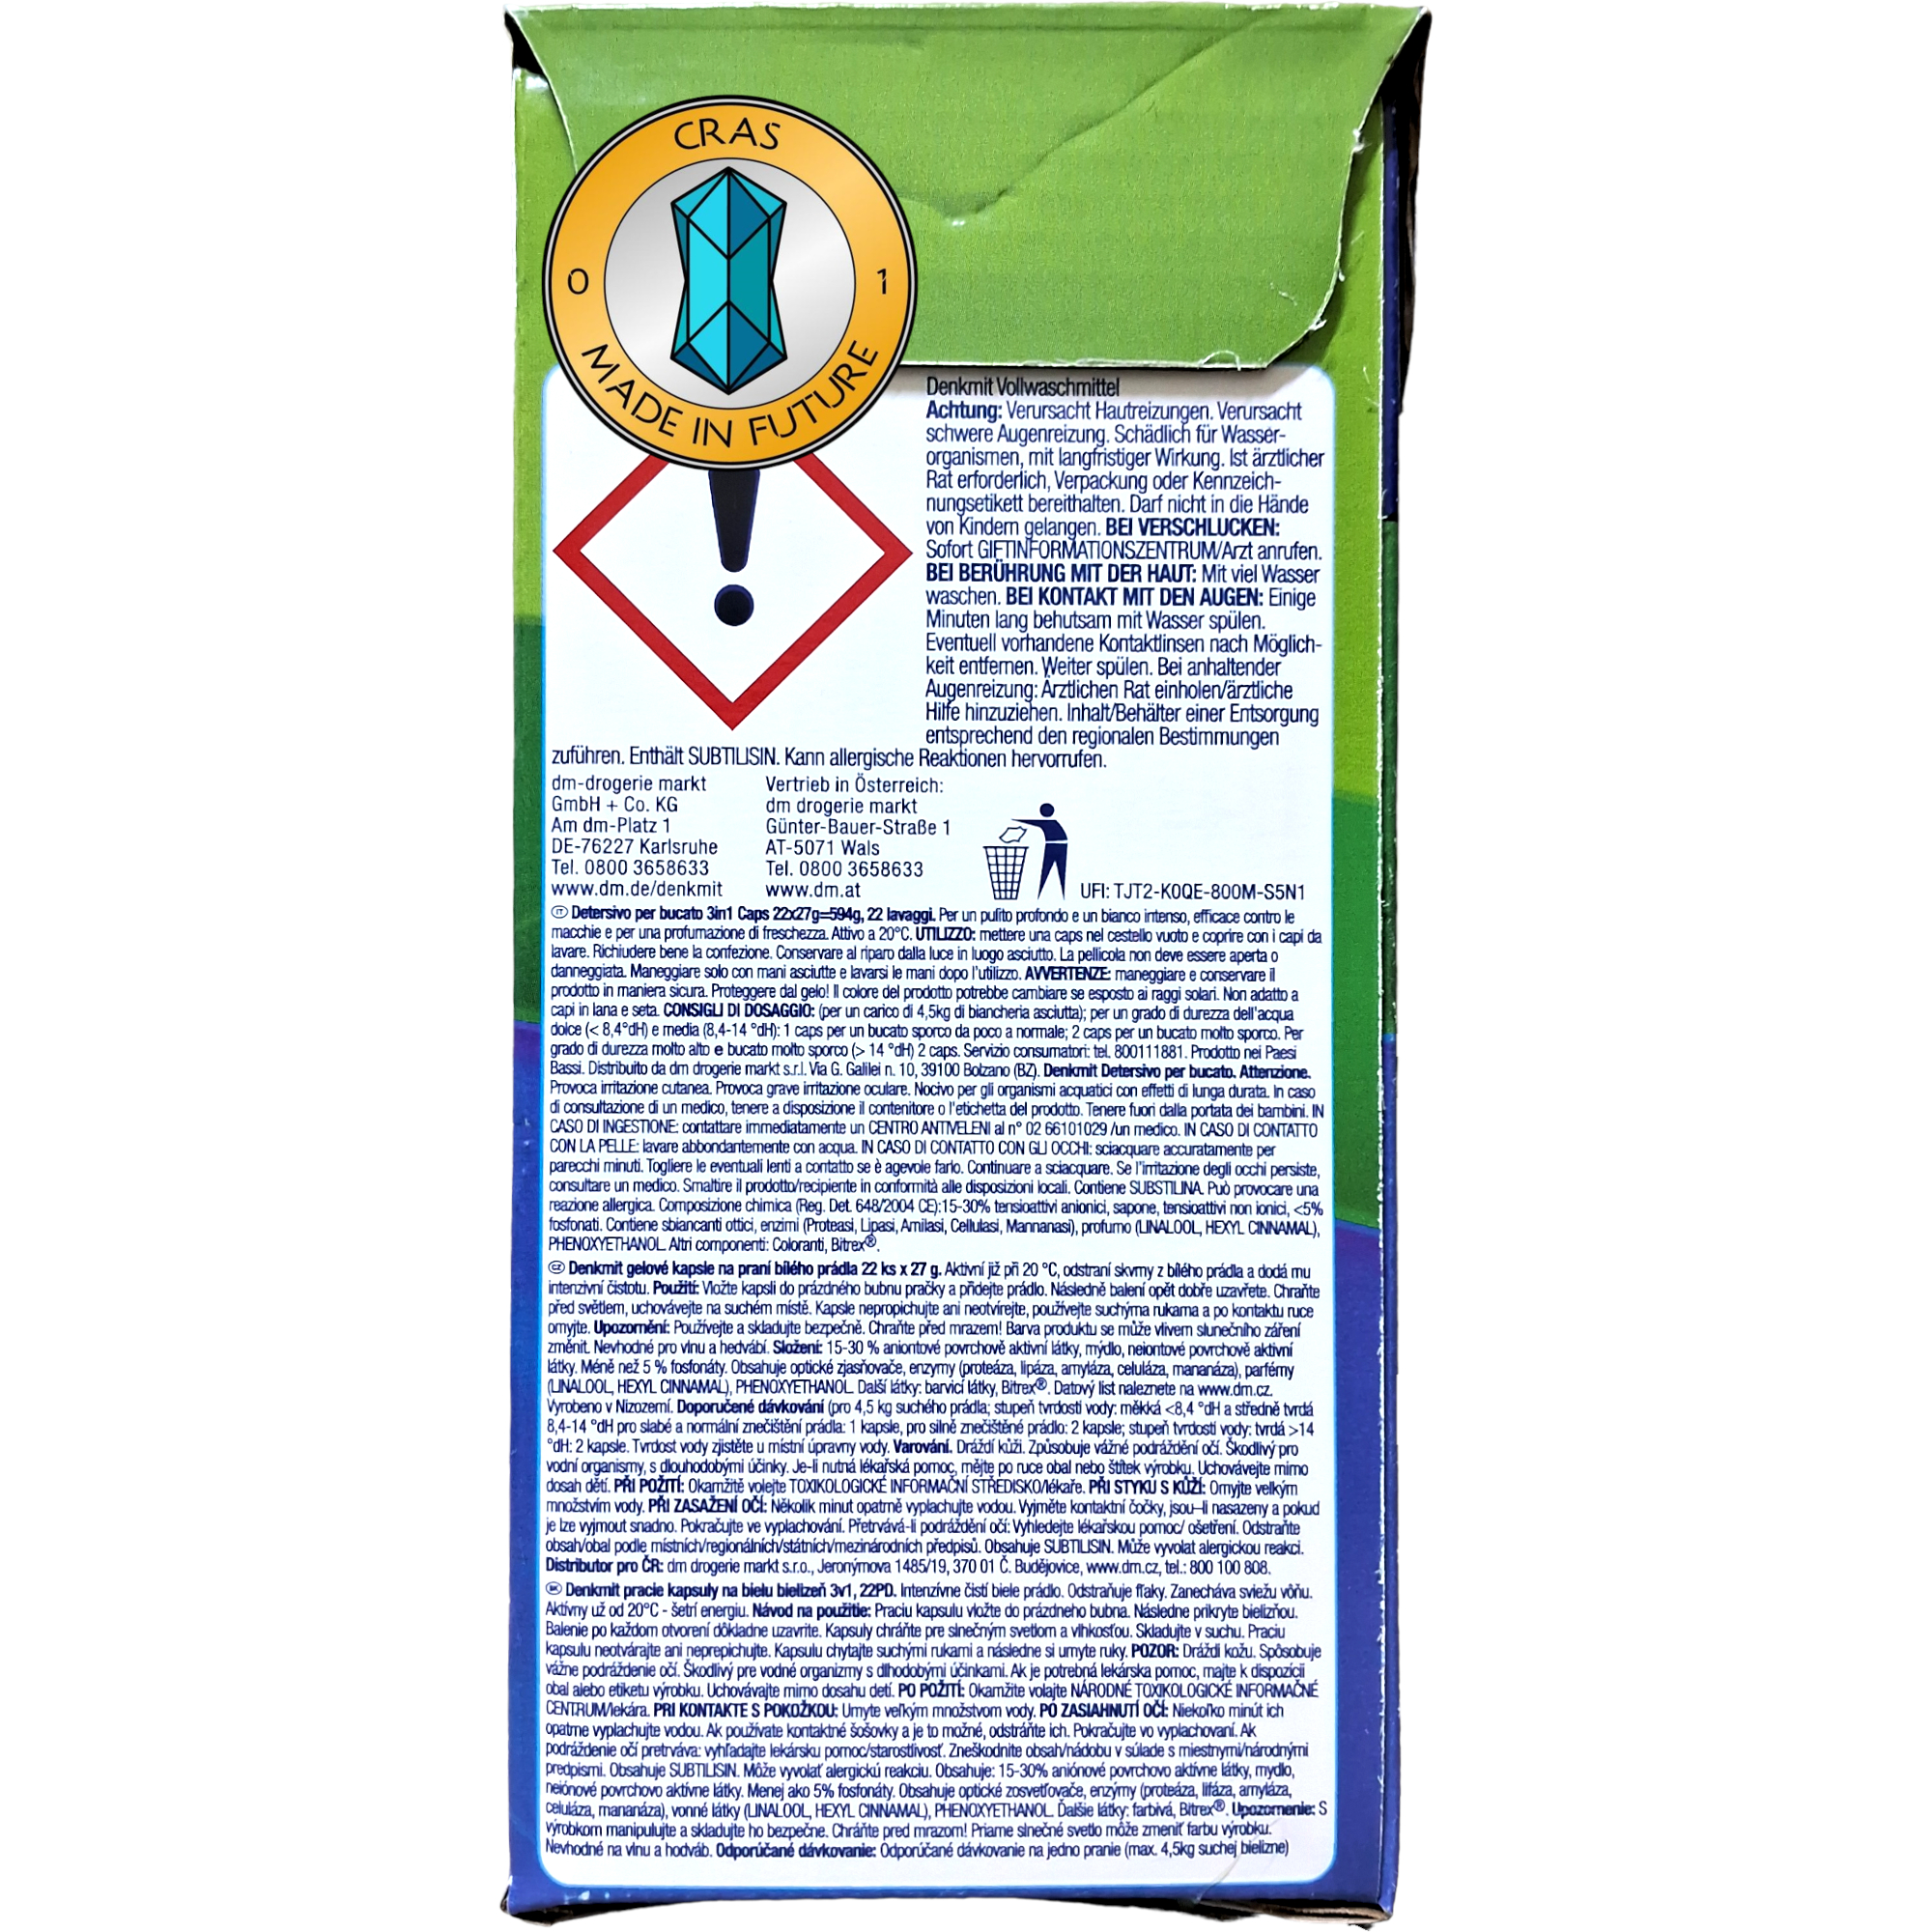 CRAS
0 1
MADE IN FUTURE
Denkmit Vollwaschmittel
Achtung: Verursacht Hautreizungen. Verursacht
schwere Augenreizung. Schädlich für Wasser-
organismen, mit langfristiger Wirkung. Ist ärztlicher
Rat erforderlich, Verpackung oder Kennzeich-
nungsetikett bereithalten. Darf nicht in die Hände
von Kindern gelangen. BEI VERSCHLUCKEN:
Sofort GIFTINFORMATIONSZENTRUM/Arzt anrufen.
BEI BERÜHRUNG MIT DER HAUT: Mit viel Wasser
waschen. BEI KONTAKT MIT DEN AUGEN: Einige
Minuten lang behutsam mit Wasser spülen.
Eventuell vorhandene Kontaktlinsen nach Möglich-
keit entfernen. Weiter spülen. Bei anhaltender
Augenreizung: Ärztlichen Rat einholen/ärztliche
Hilfe hinzuziehen. Inhalt/Behälter einer Entsorgung
entsprechend den regionalen Bestimmungen
zuführen. Enthält SUBTILISIN. Kann allergische Reaktionen hervorrufen.
dm-drogerie markt
GmbH + Co. KG
Am dm-Platz 1
DE-76227 Karlsruhe
Tel. 0800 3658633
www.dm.de/denkmit
Vertrieb in Österreich:
dm drogerie markt
Günter-Bauer-Straße 1
AT-5071 Wals
Tel. 0800 3658633
www.dm.at
UFI: TJT2-K0QE-800M-S5N1
IT Detersivo per bucato 3in1 Caps 22x27g=594g, 22 lavaggi. Per un pulito profondo e un bianco intenso, efficace contro le
macchie e per una profumazione di freschezza. Attivo a 20°C. UTILIZZO: mettere una caps nel cestello vuoto e coprire con i capi da
lavare. Richiudere bene la confezione. Conservare al riparo dalla luce in luogo asciutto. La pellicola non deve essere aperta o
danneggiata. Maneggiare solo con mani asciutte e lavarsi le mani dopo l'utilizzo. AVVERTENZE: maneggiare e conservare il
prodotto in maniera sicura. Proteggere dal gelo! Il colore del prodotto potrebbe cambiare se esposto ai raggi solari. Non adatto a
capi in lana e seta. CONSIGLI DI DOSAGGIO: (per un carico di 4,5kg di biancheria asciutta); per un grado di durezza dell'acqua
dolce (< 8,4°dH) e media (8,4-14 °dH): 1 caps per un bucato sporco da poco a normale; 2 caps per un bucato molto sporco. Per
grado di durezza molto alto e bucato molto sporco (> 14 °dH) 2 caps. Servizio consumatori: tel. 800111881. Prodotto nei Paesi
Bassi. Distribuito da dm drogerie markt s.r.l. Via G. Galilei n. 10, 39100 Bolzano (BZ). Denkmit Detersivo per bucato. Attenzione.
Provoca irritazione cutanea. Provoca grave irritazione oculare. Nocivo per gli organismi acquatici con effetti di lunga durata. In caso
di consultazione di un medico, tenere a disposizione il contenitore o l'etichetta del prodotto. Tenere fuori dalla portata dei bambini. IN
CASO DI INGESTIONE: contattare immediatamente un CENTRO ANTIVELENI al n° 02 66101029 /un medico. IN CASO DI CONTATTO
CON LA PELLE: lavare abbondantemente con acqua. IN CASO DI CONTATTO CON GLI OCCHI: sciacquare accuratamente per
parecchi minuti. Togliere le eventuali lenti a contatto se è agevole farlo. Continuare a sciacquare. Se l'irritazione degli occhi persiste,
consultare un medico. Smaltire il prodotto/recipiente in conformità alle disposizioni locali. Contiene SUBSTILINA. Può provocare una
reazione allergica. Composizione chimica (Reg. Det. 648/2004 CE):15-30% tensioattivi anionici, sapone, tensioattivi non ionici, <5%
fosfonati. Contiene sbiancanti ottici, enzimi (Proteasi, Lipasi, Amilasi, Cellulasi, Mannanasi), profumo (LINALOOL, HEXYL CINNAMAL),
PHENOXYETHANOL. Altri componenti: Coloranti, Bitrex®.
CZ Denkmit gelové kapsle na praní bílého prádla 22 ks x 27 g. Aktivní již při 20 °C, odstraní skvrny z bílého prádla a dodá mu
intenzivní čistotu. Použití: Vložte kapsli do prázdného bubnu pračky a přidejte prádlo. Následně balení opět dobře uzavřete. Chraňte
před světlem, uchovávejte na suchém místě. Kapsle nepropichujte ani neotvírejte, používejte suchýma rukama a po kontaktu ruce
omyjte. Upozornění: Používejte a skladujte bezpečně. Chraňte před mrazem! Barva produktu se může vlivem slunečního záření
změnit. Nevhodné pro vlnu a hedvábí. Složení: 15-30 % aniontové povrchově aktivní látky, mýdlo, neiontové povrchově aktivní
látky. Méně než 5 % fosfonáty. Obsahuje optické zjasňovače, enzymy (proteáza, lipáza, amyláza, celuláza, mananáza), parfémy
(LINALOOL, HEXYL CINNAMAL), PHENOXYETHANOL. Další látky: barvicí látky, Bitrex®. Datový list naleznete na www.dm.cz.
Vyrobeno v Nizozemí. Doporučené dávkování (pro 4,5 kg suchého prádla; stupeň tvrdosti vody: měkká <8,4 °dH a středně tvrdá
8,4-14 °dH pro slabé a normální znečištění prádla: 1 kapsle, pro silně znečištěné prádlo: 2 kapsle; stupeň tvrdosti vody: tvrdá >14
°dH: 2 kapsle. Tvrdost vody zjistěte u místní úpravny vody. Varování. Dráždí kůži. Způsobuje vážné podráždění očí. Škodlivý pro
vodní organismy, s dlouhodobými účinky. Je-li nutná lékařská pomoc, mějte po ruce obal nebo štítek výrobku. Uchovávejte mimo
dosah dětí. PŘI POŽITÍ: Okamžitě volejte TOXIKOLOGICKÉ INFORMAČNÍ STŘEDISKO/lékaře. PŘI STYKU S KŮŽÍ: Omyjte velkým
množstvím vody. PŘI ZASAŽENÍ OČÍ: Několik minut opatrně vyplachujte vodou. Vyjměte kontaktní čočky, jsou–li nasazeny a pokud
je lze vyjmout snadno. Pokračujte ve vyplachování. Přetrvává-li podráždění očí: Vyhledejte lékařskou pomoc/ ošetření. Odstraňte
obsah/obal podle místních/regionálních/státních/mezinárodních předpisů. Obsahuje SUBTILISIN. Může vyvolat alergickou reakci.
Distributor pro ČR: dm drogerie markt s.r.o., Jeronýmova 1485/19, 370 01 Č. Budějovice, www.dm.cz, tel.: 800 100 808.
SK Denkmit pracie kapsuly na bielu bielizeň 3v1, 22PD. Intenzívne čistí biele prádlo. Odstraňuje fľaky. Zanecháva sviežu vôňu.
Aktívny už od 20°C - šetrí energiu. Návod na použitie: Praciu kapsulu vložte do prázdneho bubna. Následne prikryte bielizňou.
Balenie po každom otvorení dôkladne uzavrite. Kapsuly chráňte pre slnečným svetlom a vlhkosťou. Skladujte v suchu. Praciu
kapsulu neotvárajte ani neprepichujte. Kapsulu chytajte suchými rukami a následne si umyte ruky. POZOR: Dráždi kožu. Spôsobuje
vážne podráždenie očí. Škodlivý pre vodné organizmy s dlhodobými účinkami. Ak je potrebná lekárska pomoc, majte k dispozícii
obal alebo etiketu výrobku. Uchovávajte mimo dosahu detí. PO POŽITÍ: Okamžite volajte NÁRODNÉ TOXIKOLOGICKÉ INFORMAČNÉ
CENTRUM/lekára. PRI KONTAKTE S POKOŽKOU: Umyte veľkým množstvom vody. PO ZASIAHNUTÍ OČÍ: Niekoľko minút ich
opatrne vyplachujte vodou. Ak používate kontaktné šošovky a je to možné, odstráňte ich. Pokračujte vo vyplachovaní. Ak
podráždenie očí pretrváva: vyhľadajte lekársku pomoc/starostlivosť. Zneškodnite obsah/nádobu v súlade s miestnymi/národnými
predpismi. Obsahuje SUBTILISIN. Môže vyvolať alergickú reakciu. Obsahuje: 15-30% aniónové povrchovo aktívne látky, mydlo,
neiónové povrchovo aktívne látky. Menej ako 5% fosfonáty. Obsahuje optické zosvetľovače, enzýmy (proteáza, lifáza, amyláza,
celuláza, mananáza), vonné látky (LINALOOL, HEXYL CINNAMAL), PHENOXYETHANOL. Ďalšie látky: farbivá, Bitrex®. Upozornenie: S
výrobkom manipulujte a skladujte ho bezpečne. Chráňte pred mrazom! Priame slnečné svetlo môže zmeniť farbu výrobku.
Nevhodné na vlnu a hodváb. Odporúčané dávkovanie: Odporúčané dávkovanie na jedno pranie (max. 4,5kg suchej bielizne)